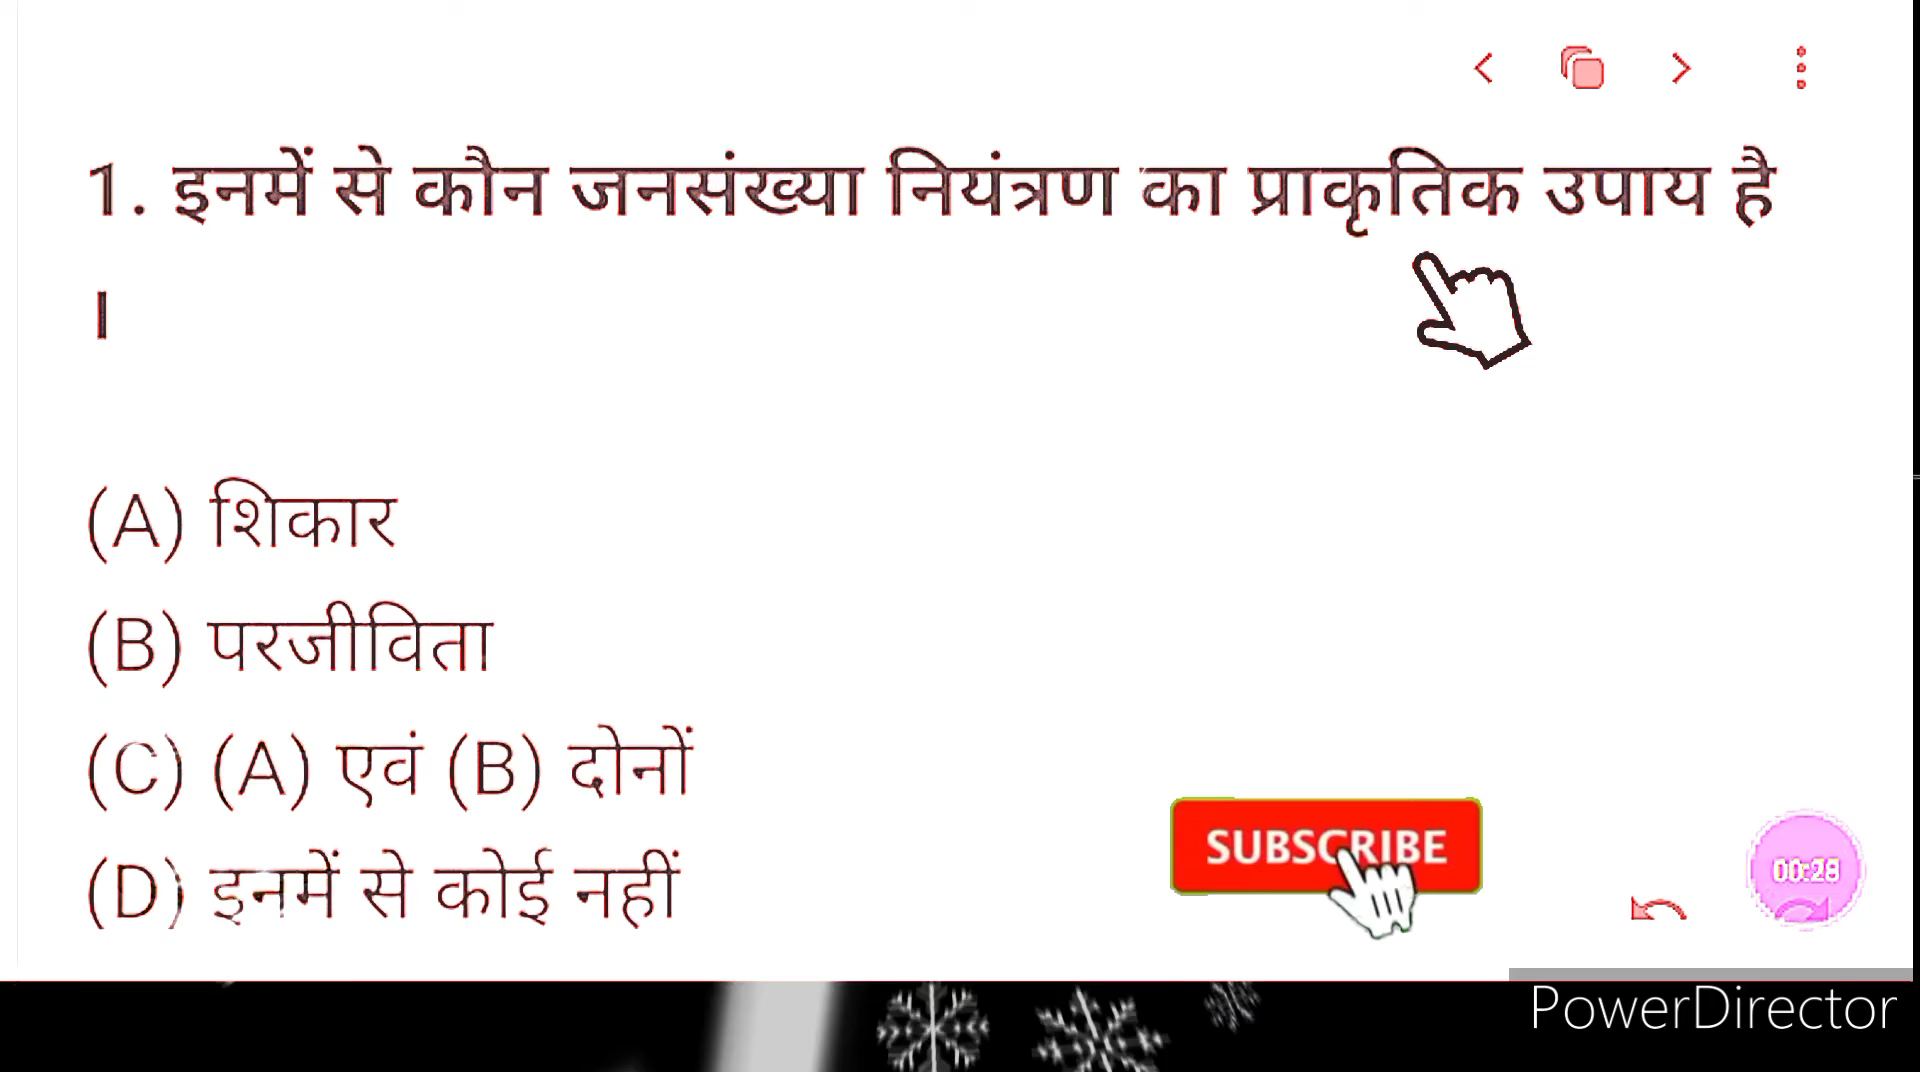 1. इनमें से कौन जनसंख्या नियंत्रण का प्राकृतिक उपाय है
।
(A) शिकार
(B) परजीविता
(C) (A) एवं (B) दोनों
(D) इनमें से कोई नहीं
SUBSCRIBE
00:28
PowerDirector